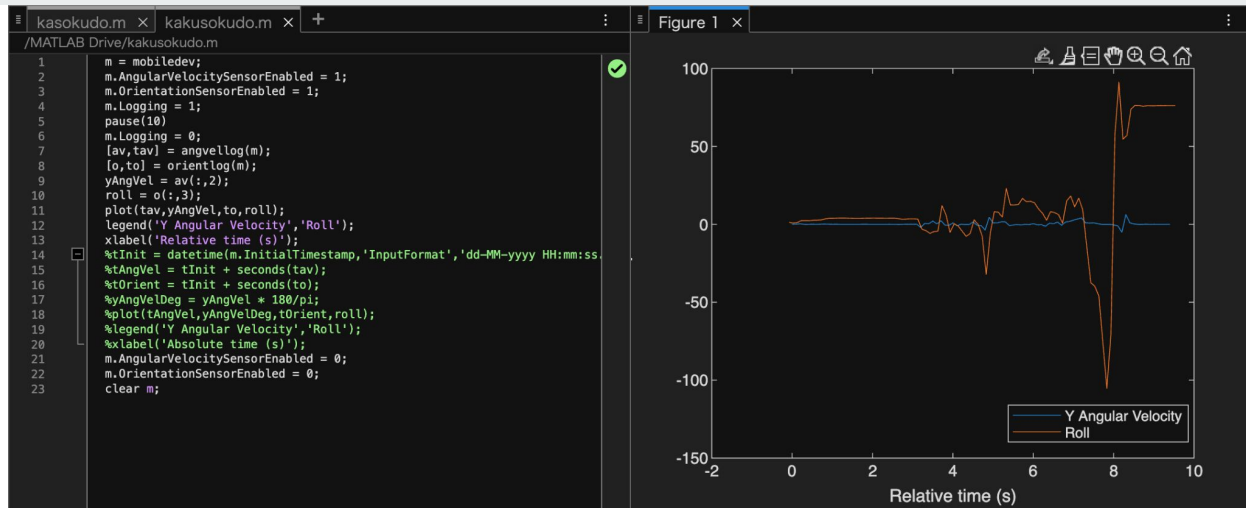 kasokudo.m × kakusokudo.m × +
/MATLAB Drive/kakusokudo.m
1 m = mobiledev;
2 m.AngularVelocitySensorEnabled = 1;
3 m.OrientationSensorEnabled = 1;
4 m.Logging = 1;
5 pause(10)
6 m.Logging = 0;
7 [av,tav] = angvellog(m);
8 [o,to] = orientlog(m);
9 yAngVel = av(:,2);
10 roll = o(:,3);
11 plot(tav,yAngVel,to,roll);
12 legend('Y Angular Velocity','Roll');
13 xlabel('Relative time (s)');
14 %tInit = datetime(m.InitialTimestamp,'InputFormat','dd-MM-yyyy HH:mm:ss.
15 %tAngVel = tInit + seconds(tav);
16 %tOrient = tInit + seconds(to);
17 %yAngVelDeg = yAngVel * 180/pi;
18 %plot(tAngVel,yAngVelDeg,tOrient,roll);
19 %legend('Y Angular Velocity','Roll');
20 %xlabel('Absolute time (s)');
21 m.AngularVelocitySensorEnabled = 0;
22 m.OrientationSensorEnabled = 0;
23 clear m;
Figure 1 ×
100
50
0
-50
-100
-150
Y Angular Velocity
Roll
-2 0 2 4 6 8 10
Relative time (s)